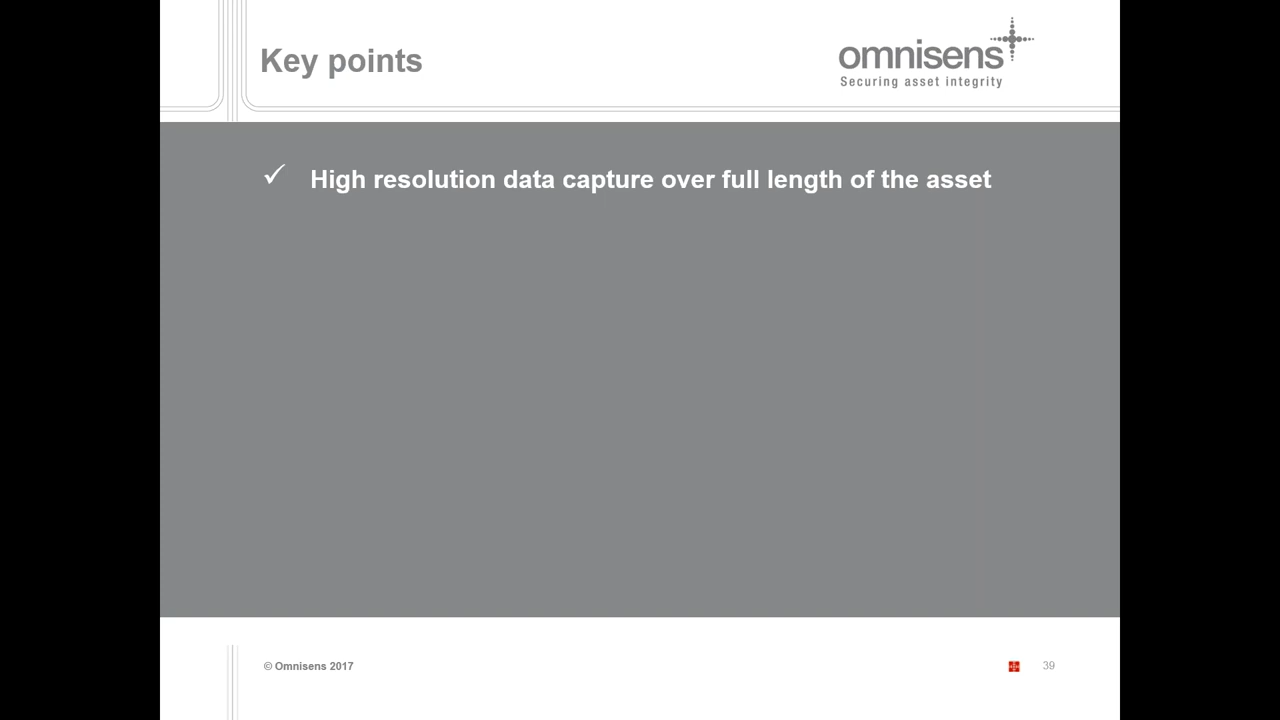 Key points
omnisens
Securing asset integrity
✓ High resolution data capture over full length of the asset
© Omnisens 2017
39